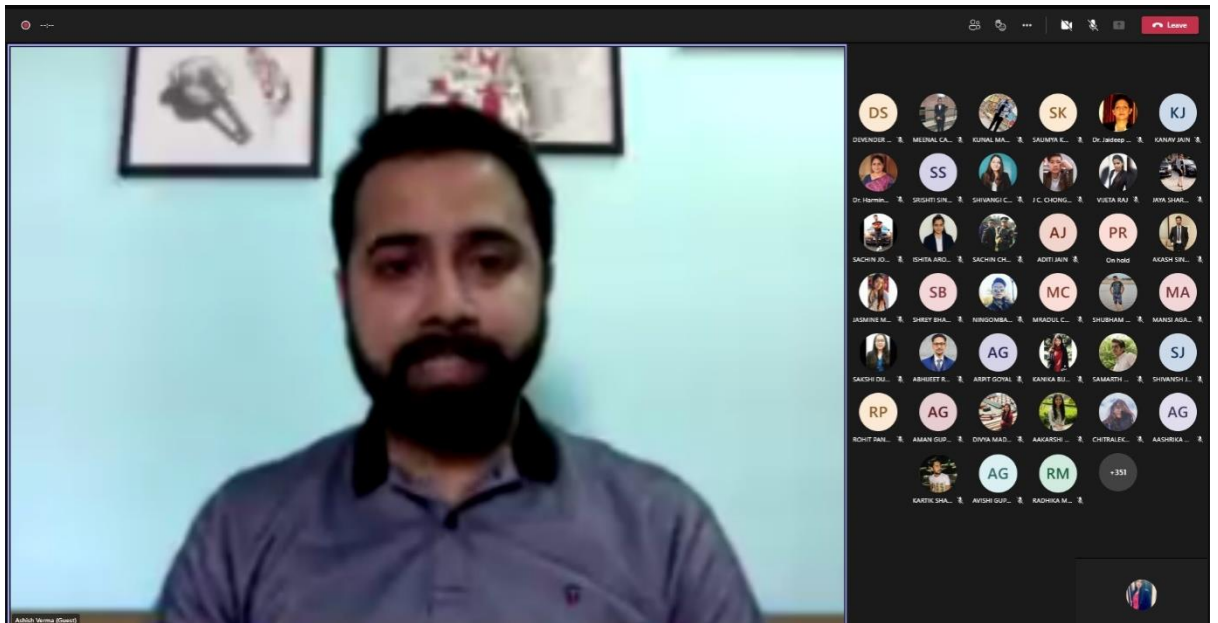 --:--
Leave
DS
SK
KJ
DEVENDER ...
MEENAL CA...
KUNAL MA...
SAUMYA K...
Dr. Jaideep ...
KANAV JAIN
SS
Dr. Harmin...
SRISHTI SIN...
SHIVANGI C...
J C. CHONG...
VIJETA RAJ
JAYA SHAR...
AJ
PR
SACHIN JO...
ISHITA ARO...
SACHIN CH...
ADITI JAIN
On hold
AKASH SIN...
SB
MC
MA
JASMINE M...
SHREY BHA...
NINGOMBA...
MRADUL C...
SHUBHAM ...
MANSI AGA...
AG
SJ
SAKSHI DU...
ABHIJEET R...
ARPIT GOYAL
KANIKA BU...
SAMARTH ...
SHIVANSH J...
RP
AG
AG
ROHIT PAN...
AMAN GUP...
DIVYA MAD...
AAKARSHI ...
CHITRALEK...
AASHRIKA ...
AG
RM
+351
KARTIK SHA...
AVISHI GUP...
RADHIKA M...
Ashish Verma (Guest)